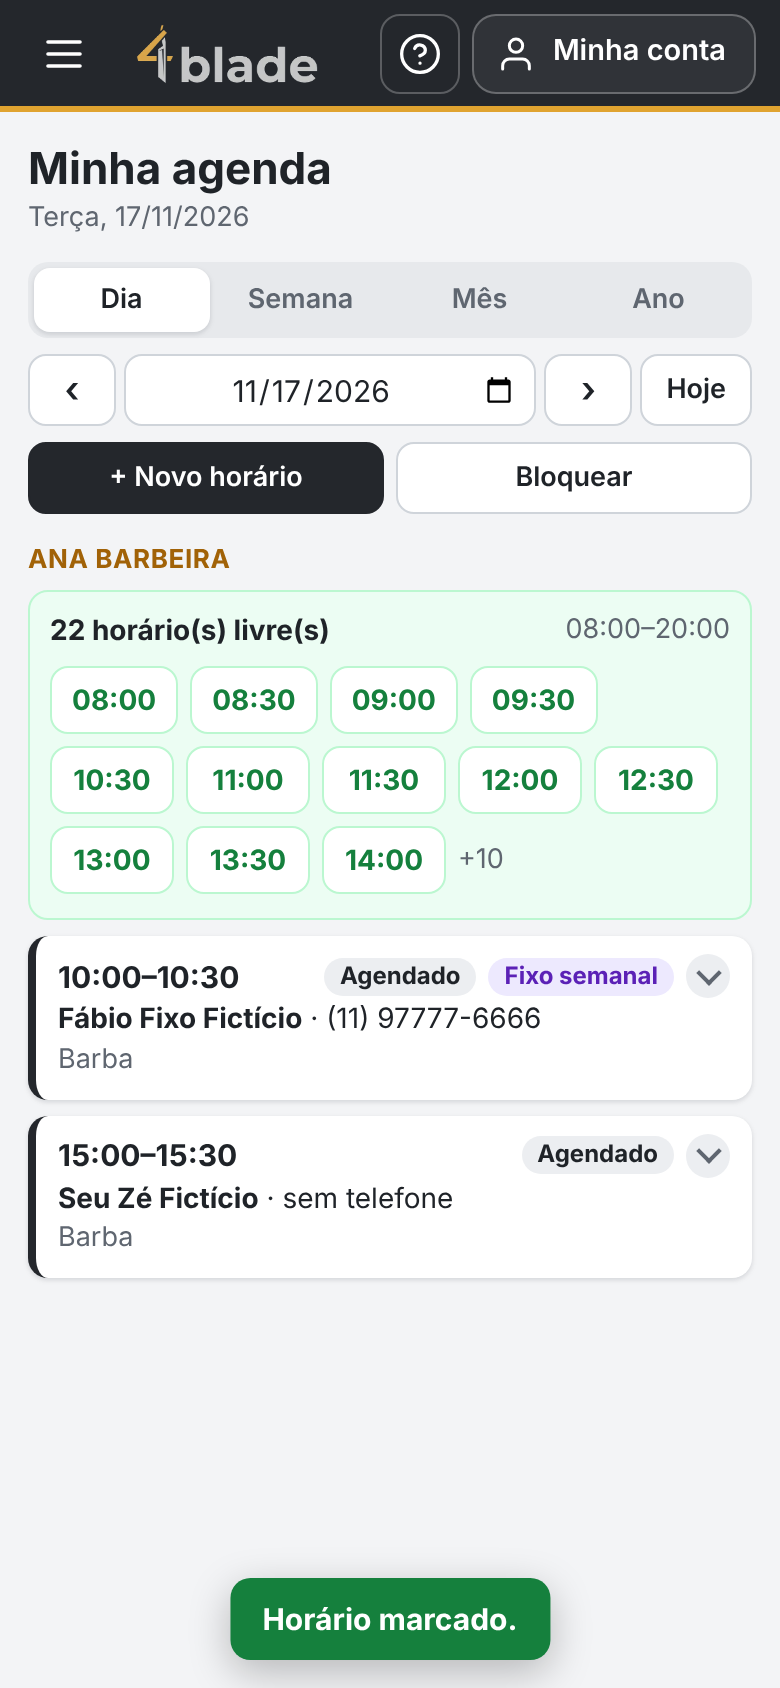 4blade
Minha conta
Minha agenda
Terça, 17/11/2026
Dia Semana Mês Ano
‹ 11/17/2026 › Hoje
+ Novo horário Bloquear
ANA BARBEIRA
22 horário(s) livre(s) 08:00–20:00
08:00 08:30 09:00 09:30
10:30 11:00 11:30 12:00 12:30
13:00 13:30 14:00 +10
10:00–10:30 Agendado Fixo semanal
Fábio Fixo Fictício · (11) 97777-6666
Barba
15:00–15:30 Agendado
Seu Zé Fictício · sem telefone
Barba
Horário marcado.